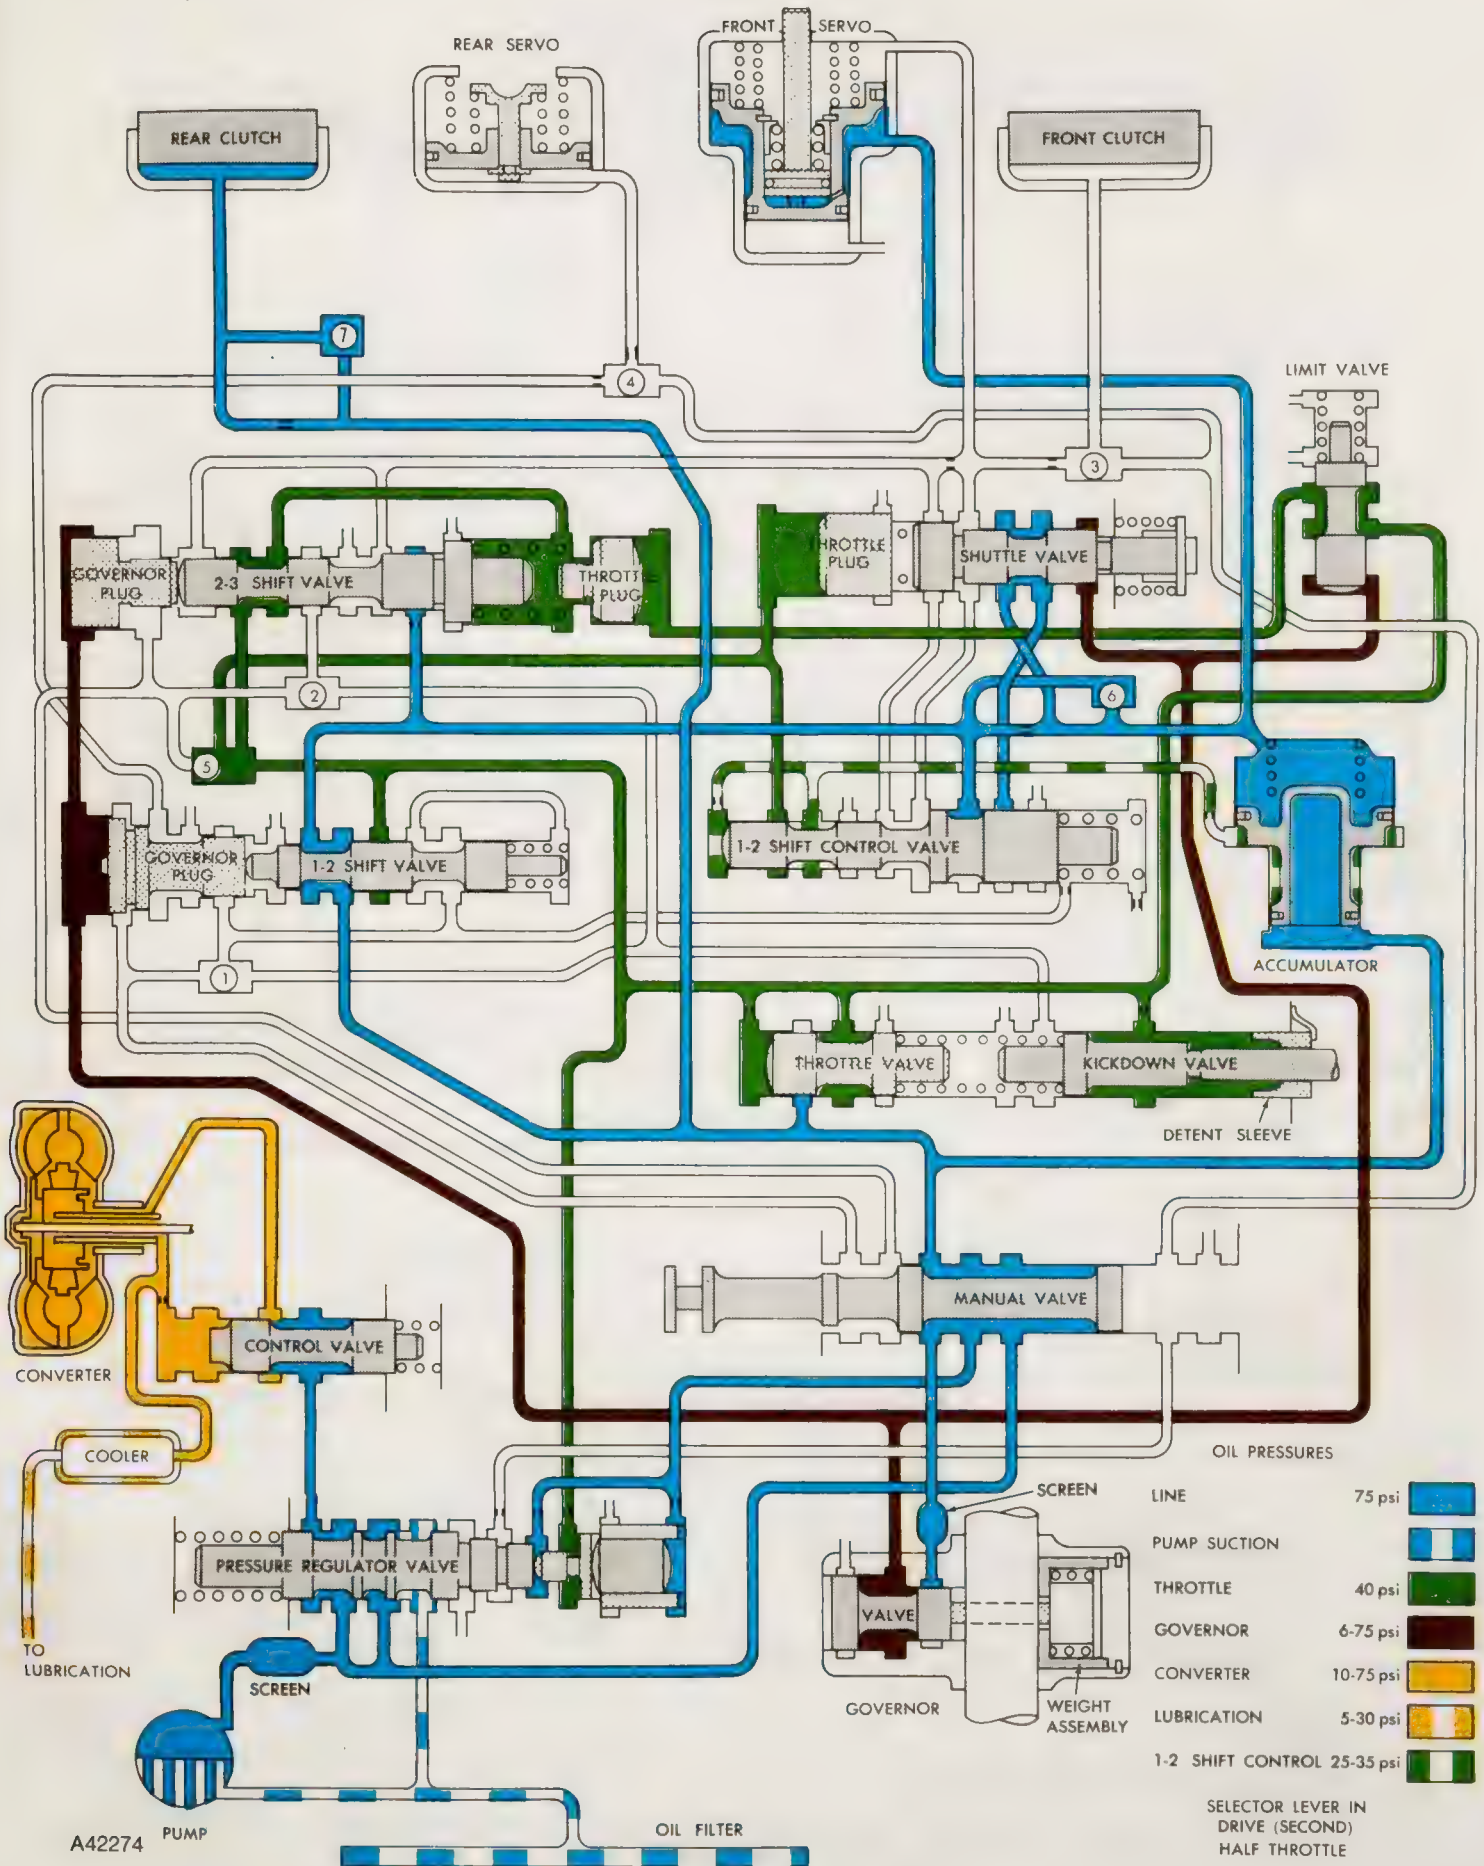 REAR SERVO
FRONT SERVO
REAR CLUTCH
FRONT CLUTCH
7
4
LIMIT VALVE
3
GOVERNOR
PLUG
2-3 SHIFT VALVE
THROTTLE
PLUG
THROTTLE
PLUG
SHUTTLE VALVE
2
6
5
GOVERNOR
PLUG
1-2 SHIFT VALVE
1-2 SHIFT CONTROL VALVE
1
ACCUMULATOR
THROTTLE VALVE
KICKDOWN VALVE
DETENT SLEEVE
MANUAL VALVE
CONTROL VALVE
CONVERTER
COOLER
TO
LUBRICATION
PRESSURE REGULATOR VALVE
SCREEN
PUMP
OIL FILTER
A42274
SCREEN
VALVE
GOVERNOR
WEIGHT
ASSEMBLY
OIL PRESSURES
LINE 75 psi
PUMP SUCTION
THROTTLE 40 psi
GOVERNOR 6-75 psi
CONVERTER 10-75 psi
LUBRICATION 5-30 psi
1-2 SHIFT CONTROL 25-35 psi
SELECTOR LEVER IN
DRIVE (SECOND)
HALF THROTTLE